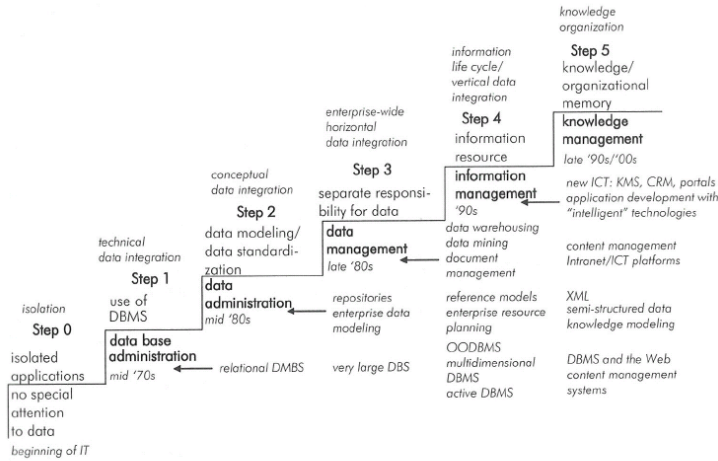 isolation
Step 0
isolated
applications
no special
attention
to data
beginning of IT
technical
data integration
Step 1
use of
DBMS
data base
administration
mid '70s
conceptual
data integration
Step 2
data modeling/
data standardi-
zation
data
administration
mid '80s
enterprise-wide
horizontal
data integration
Step 3
separate responsi-
bility for data
data
management
late '80s
information
life cycle/
vertical data
integration
Step 4
information
resource
information
management
'90s
knowledge
organization
Step 5
knowledge/
organizational
memory
knowledge
management
late '90s/'00s
new ICT: KMS, CRM, portals
application development with
"intelligent" technologies
data warehousing
data mining
document
management
content management
Intranet/ICT platforms
repositories
enterprise data
modeling
reference models
enterprise resource
planning
XML
semi-structured data
knowledge modeling
relational DMBS
very large DBS
OODBMS
multidimensional
DBMS
active DBMS
DBMS and the Web
content management
systems